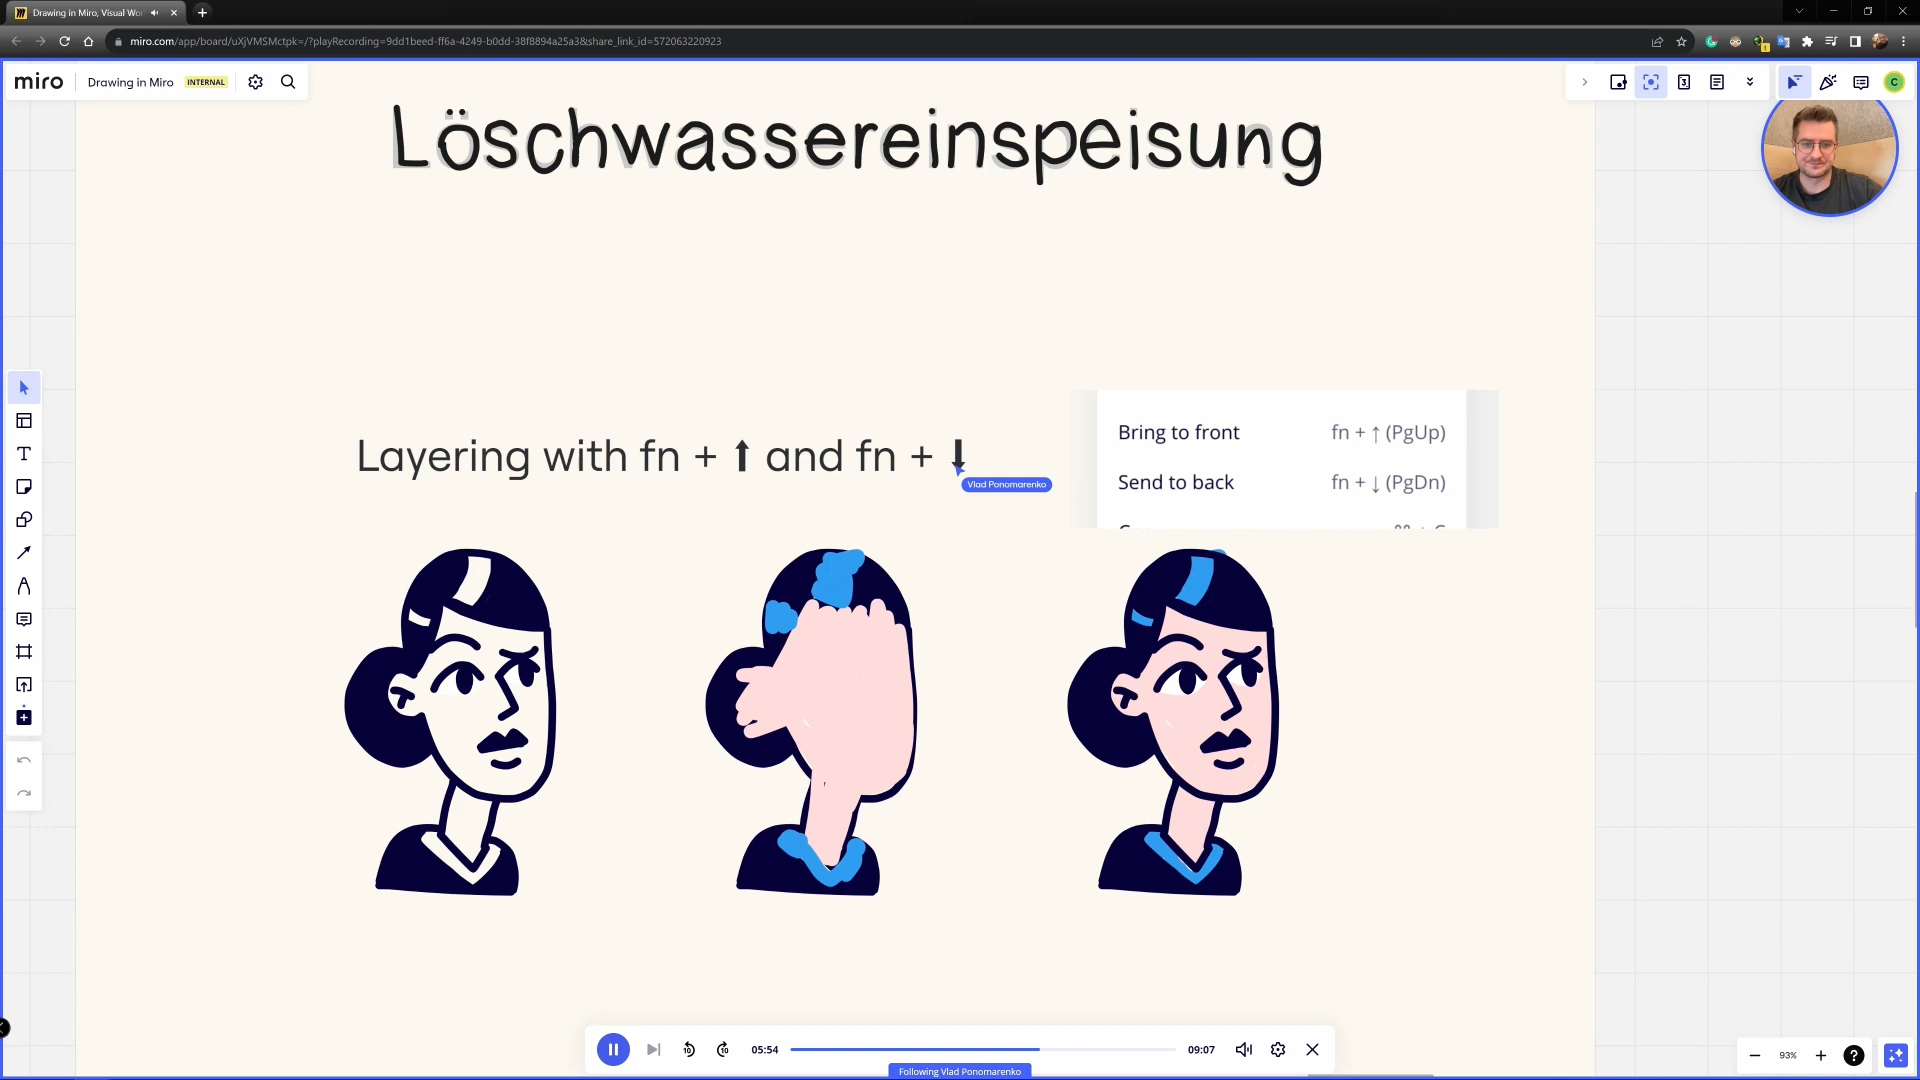 Drawing in Miro, Visual Wo
miro.com/app/board/uXjVMSMctpk=/?playRecording=9dd1beed-ff6a-4249-b0dd-38f8894a25a3&share_link_id=572063220923
miro
Drawing in Miro
INTERNAL
C
Löschwassereinspeisung
Layering with fn + ⬆ and fn + ⬇
Vlad Ponomarenko
Bring to front fn + ↑ (PgUp)
Send to back fn + ↓ (PgDn)
10
10
05:54
09:07
Following Vlad Ponomarenko
93%